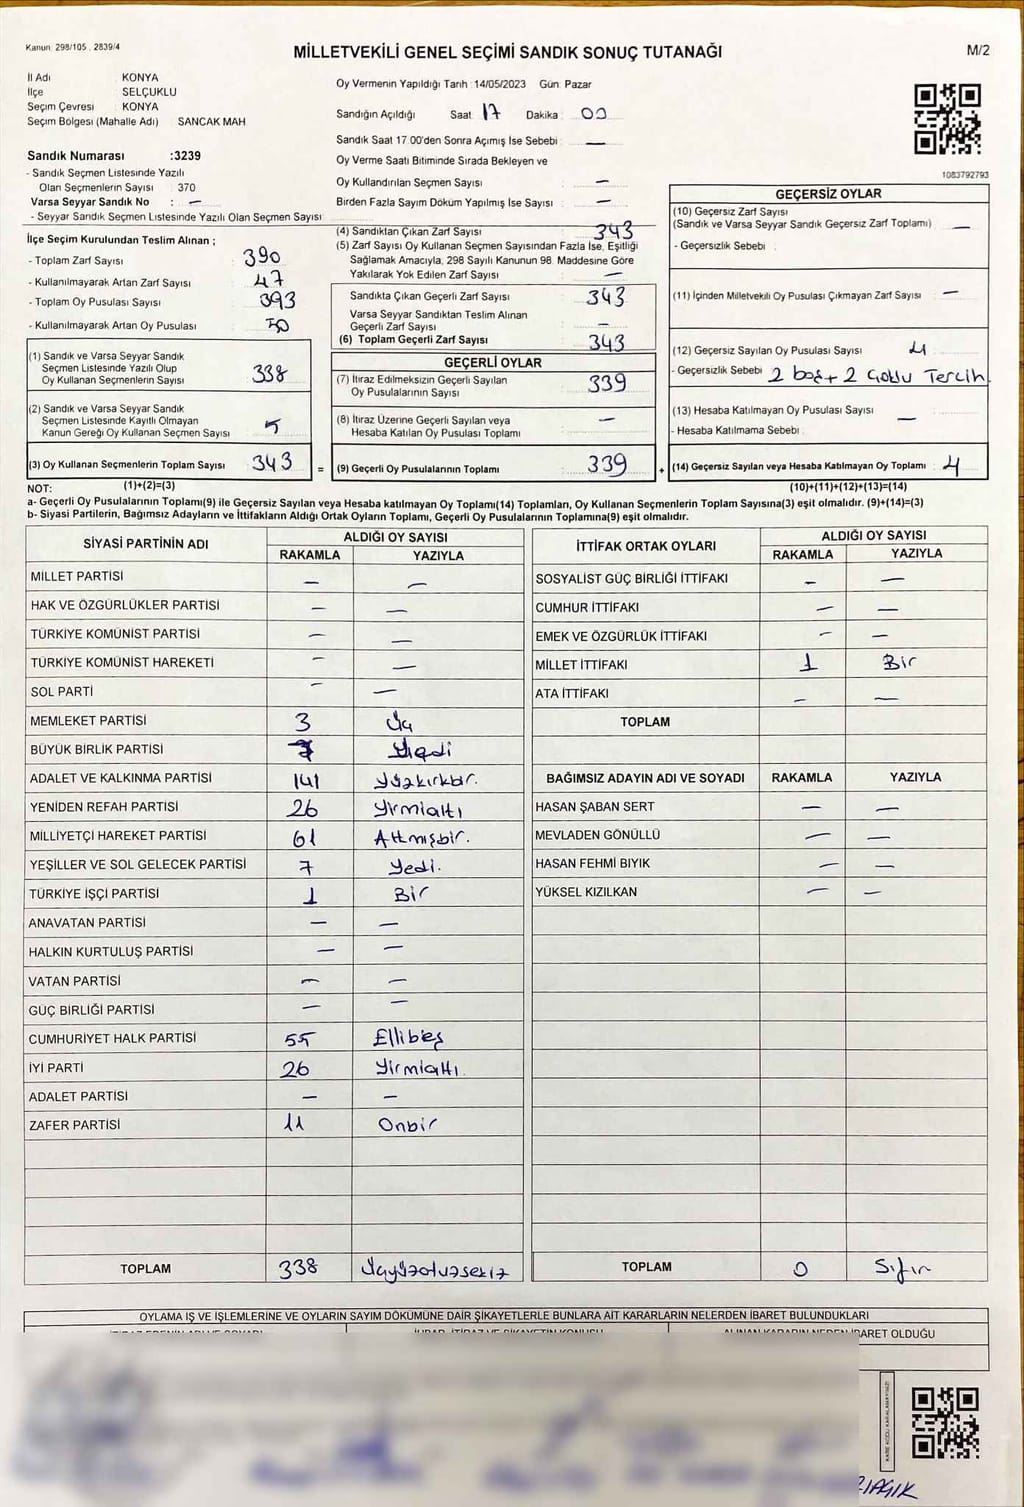 Kanun: 298/105 , 2839/4
MİLLETVEKİLİ GENEL SEÇİMİ SANDIK SONUÇ TUTANAĞI
M/2
İl Adı KONYA
İlçe SELÇUKLU
Seçim Çevresi KONYA
Seçim Bölgesi (Mahalle Adı) SANCAK MAH.
Sandık Numarası :3239
- Sandık Seçmen Listesinde Yazılı
Olan Seçmenlerin Sayısı : 370
Varsa Seyyar Sandık No : —
- Seyyar Sandık Seçmen Listesinde Yazılı Olan Seçmen Sayısı :
Oy Vermenin Yapıldığı Tarih :14/05/2023 Gün: Pazar
Sandığın Açıldığı Saat: 17 Dakika : 00
Sandık Saat 17.00'den Sonra Açımış İse Sebebi : —
Oy Verme Saati Bitiminde Sırada Bekleyen ve
Oy Kullandırılan Seçmen Sayısı : —
Birden Fazla Sayım Döküm Yapılmış İse Sayısı : —
1083792793
İlçe Seçim Kurulundan Teslim Alınan ;
- Toplam Zarf Sayısı : 390
- Kullanılmayarak Artan Zarf Sayısı : 47
- Toplam Oy Pusulası Sayısı : 393
- Kullanılmayarak Artan Oy Pusulası : 50
(1) Sandık ve Varsa Seyyar Sandık
Seçmen Listesinde Yazılı Olup
Oy Kullanan Seçmenlerin Sayısı : 338
(2) Sandık ve Varsa Seyyar Sandık
Seçmen Listesinde Kayıtlı Olmayan
Kanun Gereği Oy Kullanan Seçmen Sayısı : 5
(3) Oy Kullanan Seçmenlerin Toplam Sayısı : 343 =
(1)+(2)=(3)
(4) Sandıktan Çıkan Zarf Sayısı : 343
(5) Zarf Sayısı Oy Kullanan Seçmen Sayısından Fazla İse, Eşitliği
Sağlamak Amacıyla, 298 Sayılı Kanunun 98. Maddesine Göre
Yakılarak Yok Edilen Zarf Sayısı : —
Sandıkta Çıkan Geçerli Zarf Sayısı : 343
Varsa Seyyar Sandıktan Teslim Alınan
Geçerli Zarf Sayısı : —
(6) Toplam Geçerli Zarf Sayısı : 343
GEÇERLİ OYLAR
(7) İtiraz Edilmeksizin Geçerli Sayılan
Oy Pusulalarının Sayısı : 339
(8) İtiraz Üzerine Geçerli Sayılan veya
Hesaba Katılan Oy Pusulası Toplamı : —
(9) Geçerli Oy Pusulalarının Toplamı : 339 +
GEÇERSİZ OYLAR
(10) Geçersiz Zarf Sayısı
(Sandık ve Varsa Seyyar Sandık Geçersiz Zarf Toplamı) : —
- Geçersizlik Sebebi :
(11) İçinden Milletvekili Oy Pusulası Çıkmayan Zarf Sayısı : —
(12) Geçersiz Sayılan Oy Pusulası Sayısı : 4
- Geçersizlik Sebebi : 2 boş + 2 Çoklu Tercih
(13) Hesaba Katılmayan Oy Pusulası Sayısı : —
- Hesaba Katılmama Sebebi :
(14) Geçersiz Sayılan veya Hesaba Katılmayan Oy Toplamı : 4
(10)+(11)+(12)+(13)=(14)
NOT:
a- Geçerli Oy Pusulalarının Toplamı(9) ile Geçersiz Sayılan veya Hesaba katılmayan Oy Toplamı(14) Toplamları, Oy Kullanan Seçmenlerin Toplam Sayısına(3) eşit olmalıdır. (9)+(14)=(3)
b- Siyasi Partilerin, Bağımsız Adayların ve İttifakların Aldığı Ortak Oyların Toplamı, Geçerli Oy Pusulalarının Toplamına(9) eşit olmalıdır.
SİYASİ PARTİNİN ADI ALDIĞI OY SAYISI
RAKAMLA YAZIYLA
MİLLET PARTİSİ — —
HAK VE ÖZGÜRLÜKLER PARTİSİ — —
TÜRKİYE KOMÜNİST PARTİSİ — —
TÜRKİYE KOMÜNİST HAREKETİ — —
SOL PARTİ — —
MEMLEKET PARTİSİ 3 Üç
BÜYÜK BİRLİK PARTİSİ 7 Yedi
ADALET VE KALKINMA PARTİSİ 141 Yüzkırkbir.
YENİDEN REFAH PARTİSİ 26 Yirmialtı
MİLLİYETÇİ HAREKET PARTİSİ 61 Altmışbir.
YEŞİLLER VE SOL GELECEK PARTİSİ 7 Yedi.
TÜRKİYE İŞÇİ PARTİSİ 1 Bir
ANAVATAN PARTİSİ — —
HALKIN KURTULUŞ PARTİSİ — —
VATAN PARTİSİ — —
GÜÇ BİRLİĞİ PARTİSİ — —
CUMHURİYET HALK PARTİSİ 55 Ellibeş
İYİ PARTİ 26 Yirmialtı.
ADALET PARTİSİ — —
ZAFER PARTİSİ 11 Onbir
TOPLAM 338 Üçyüzotuzsekiz
İTTİFAK ORTAK OYLARI ALDIĞI OY SAYISI
RAKAMLA YAZIYLA
SOSYALİST GÜÇ BİRLİĞİ İTTİFAKI — —
CUMHUR İTTİFAKI — —
EMEK VE ÖZGÜRLÜK İTTİFAKI — —
MİLLET İTTİFAKI 1 Bir
ATA İTTİFAKI — —
TOPLAM
BAĞIMSIZ ADAYIN ADI VE SOYADI RAKAMLA YAZIYLA
HASAN ŞABAN SERT — —
MEVLADEN GÖNÜLLÜ — —
HASAN FEHMİ BIYIK — —
YÜKSEL KIZILKAN — —
TOPLAM 0 Sıfır
OYLAMA İŞ VE İŞLEMLERİNE VE OYLARIN SAYIM DÖKÜMÜNE DAİR ŞİKAYETLERLE BUNLARA AİT KARARLARIN NELERDEN İBARET BULUNDUKLARI
ALINAN KARARIN NEDEN İBARET OLDUĞU
KARE KODU KARALAMAYINIZ